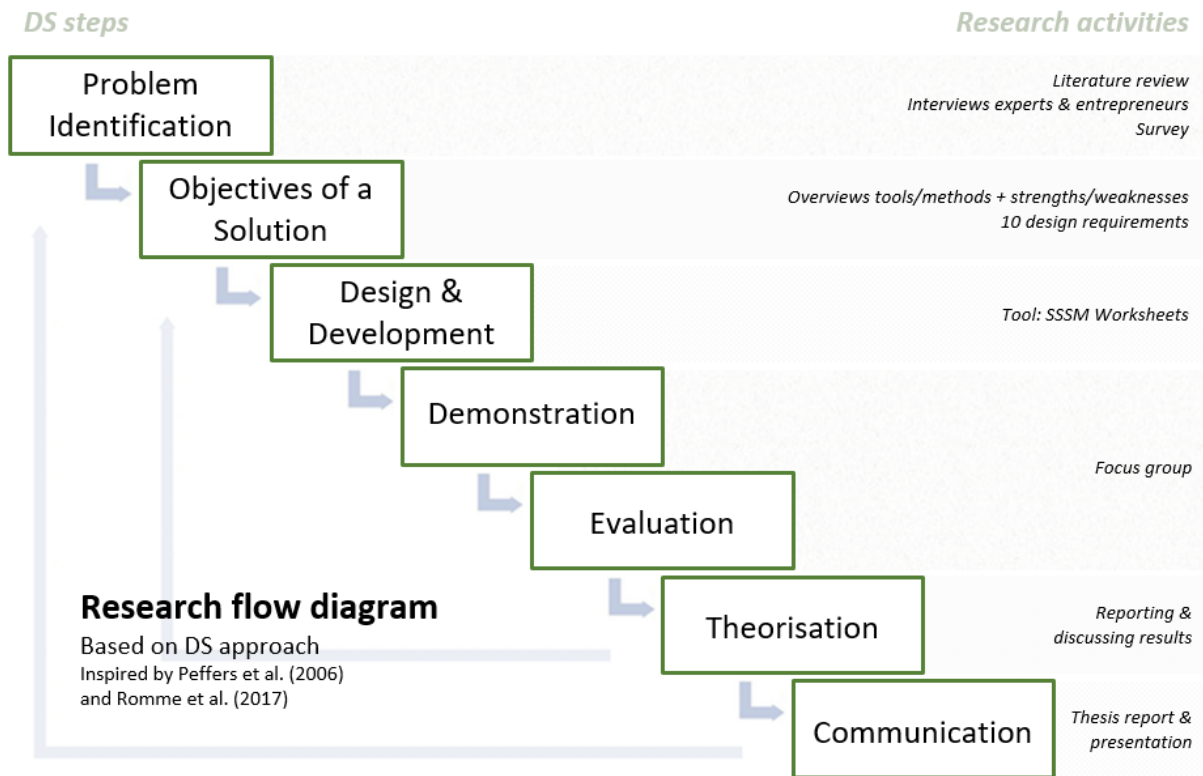 DS steps
Research activities
Problem
Identification
Literature review
Interviews experts & entrepreneurs
Survey
Objectives of a
Solution
Overviews tools/methods + strengths/weaknesses
10 design requirements
Design &
Development
Tool: SSSM Worksheets
Demonstration
Focus group
Evaluation
Research flow diagram
Based on DS approach
Inspired by Peffers et al. (2006)
and Romme et al. (2017)
Theorisation
Reporting &
discussing results
Communication
Thesis report &
presentation